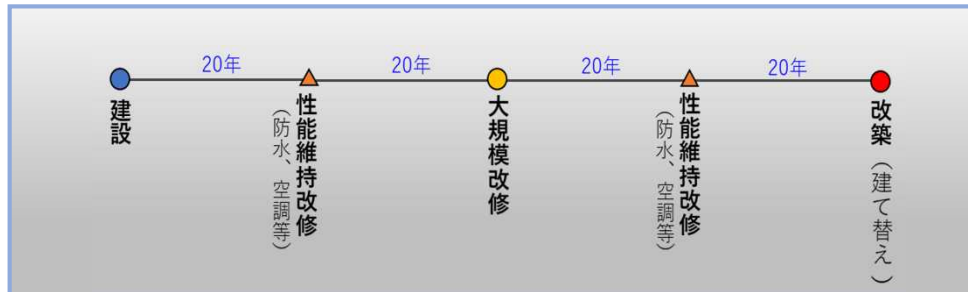 20年
20年
20年
20年
建設
性能維持改修
（防水、空調等）
大規模改修
性能維持改修
（防水、空調等）
改築（建て替え）